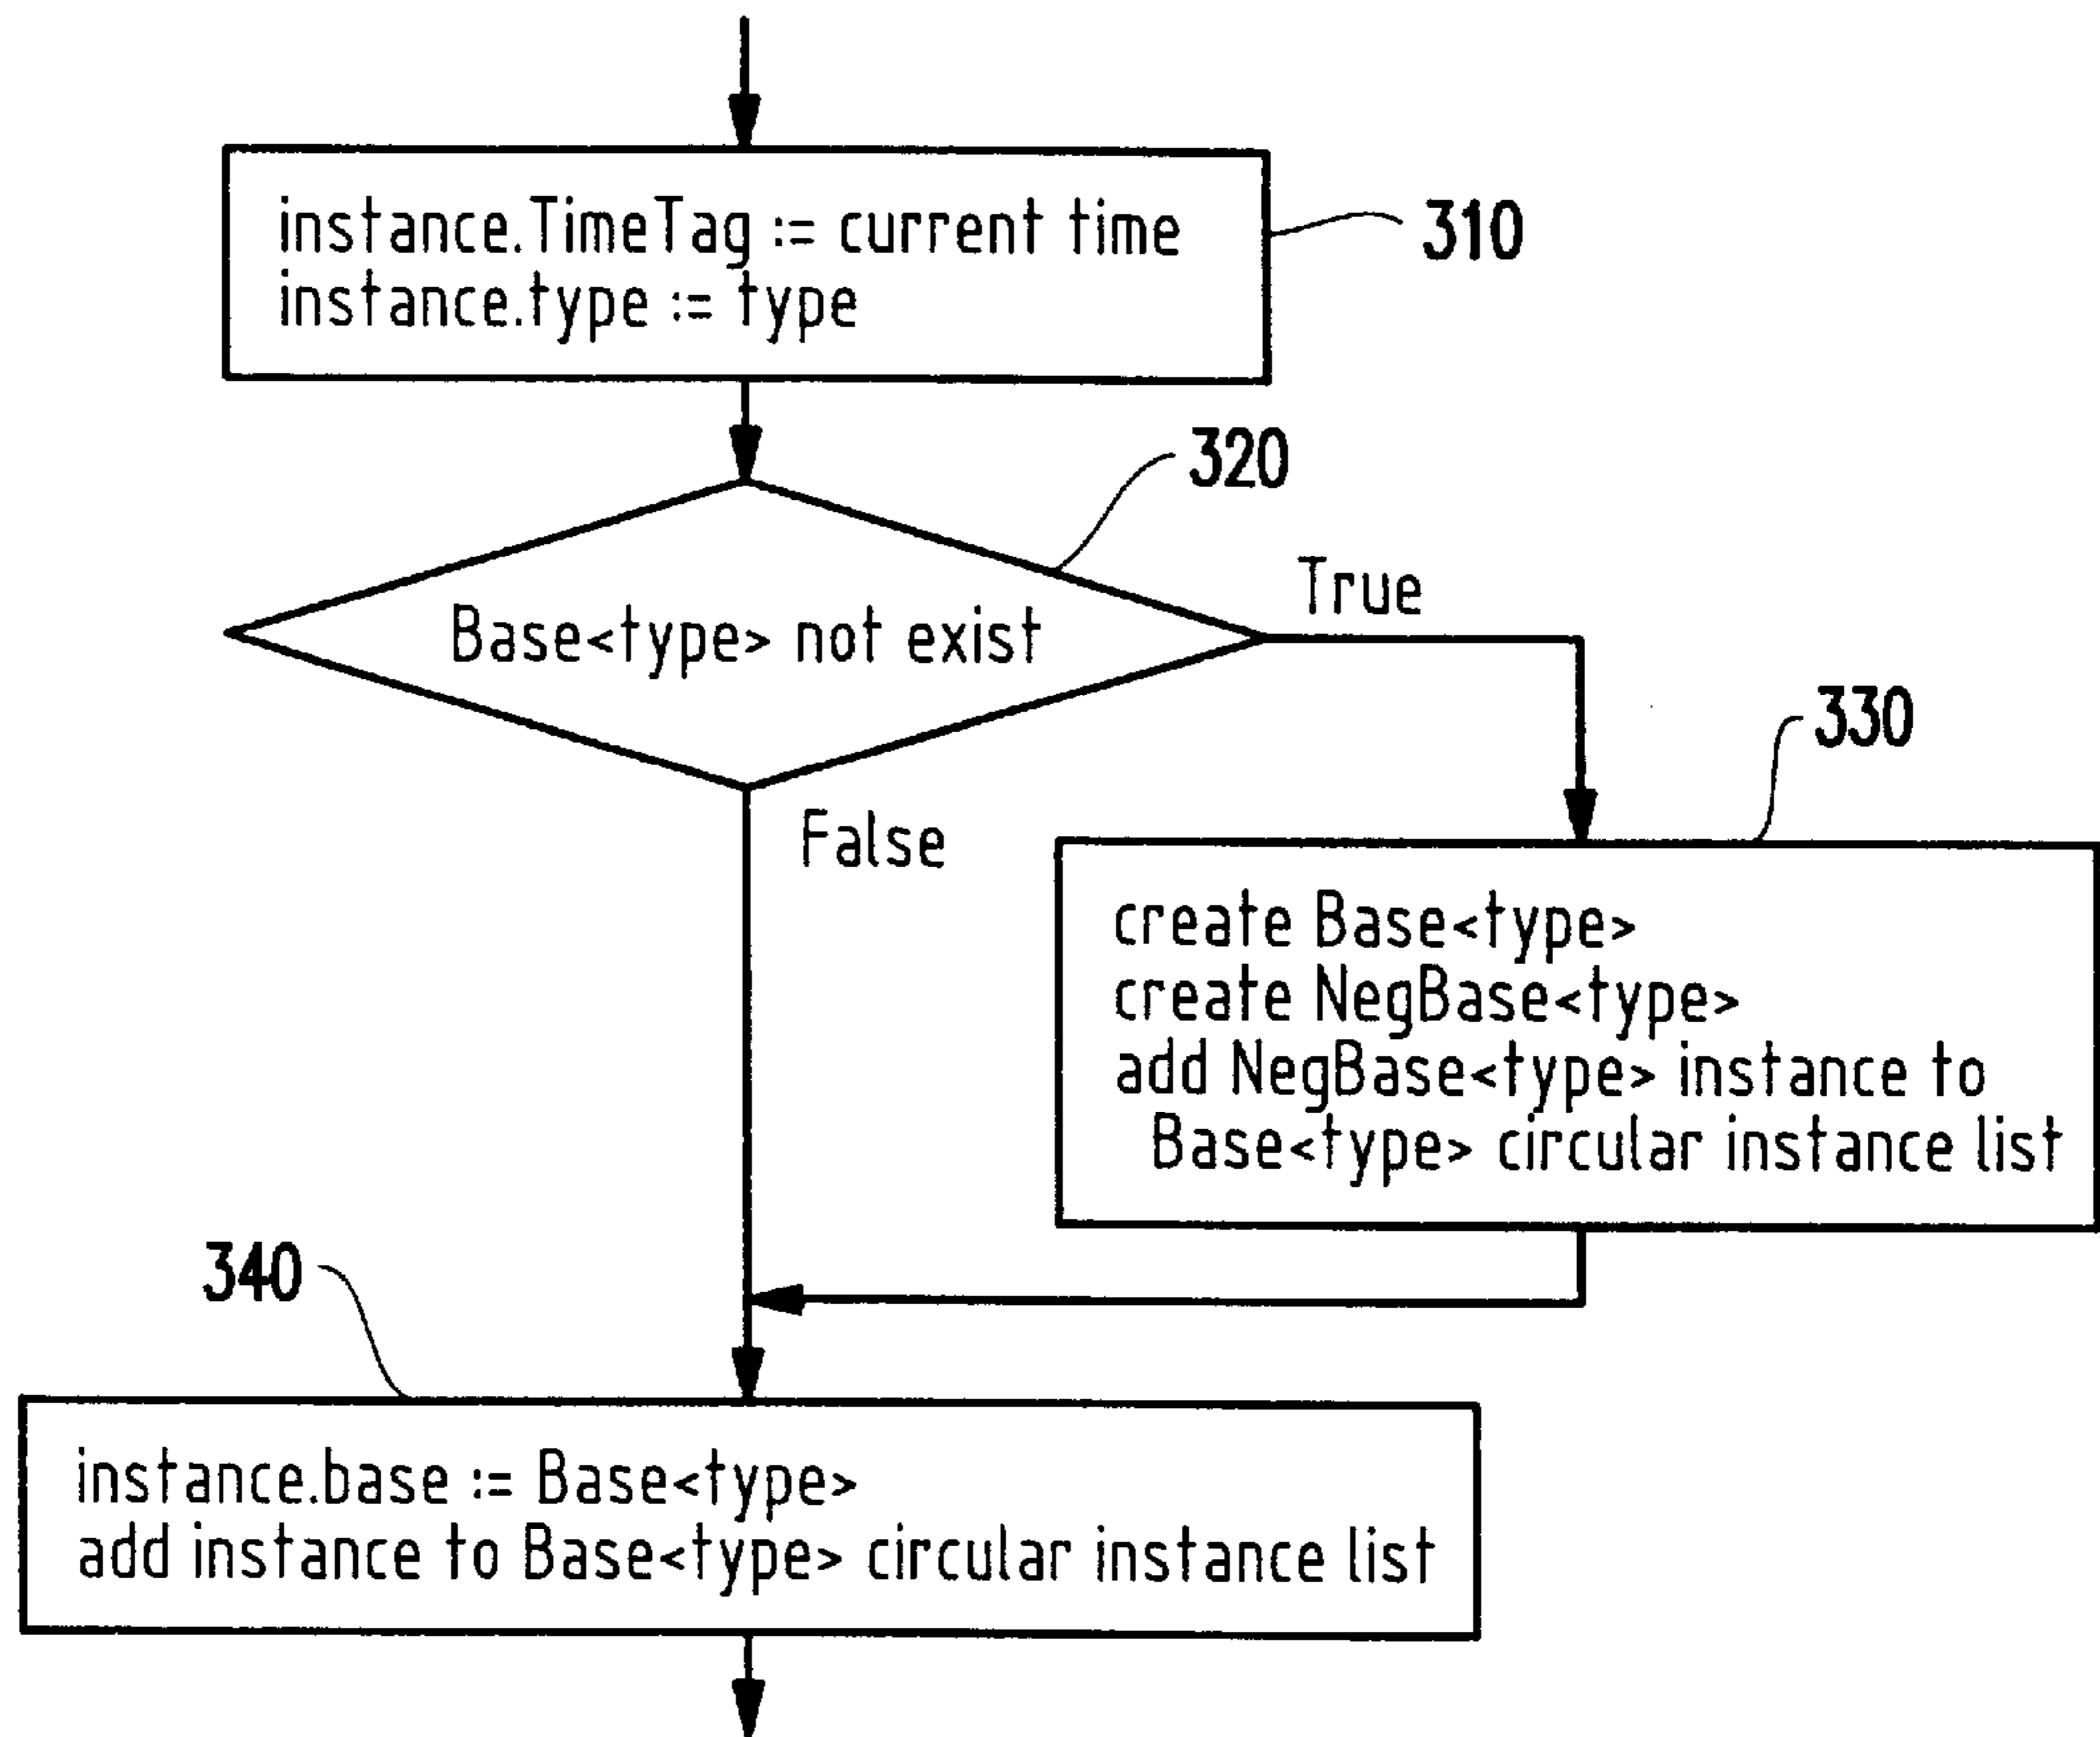 instance.TimeTag := current time
instance.type := type
310
320
Base<type> not exist
True
False
330
create Base<type>
create NegBase<type>
add NegBase<type> instance to
Base<type> circular instance list
340
instance.base := Base<type>
add instance to Base<type> circular instance list